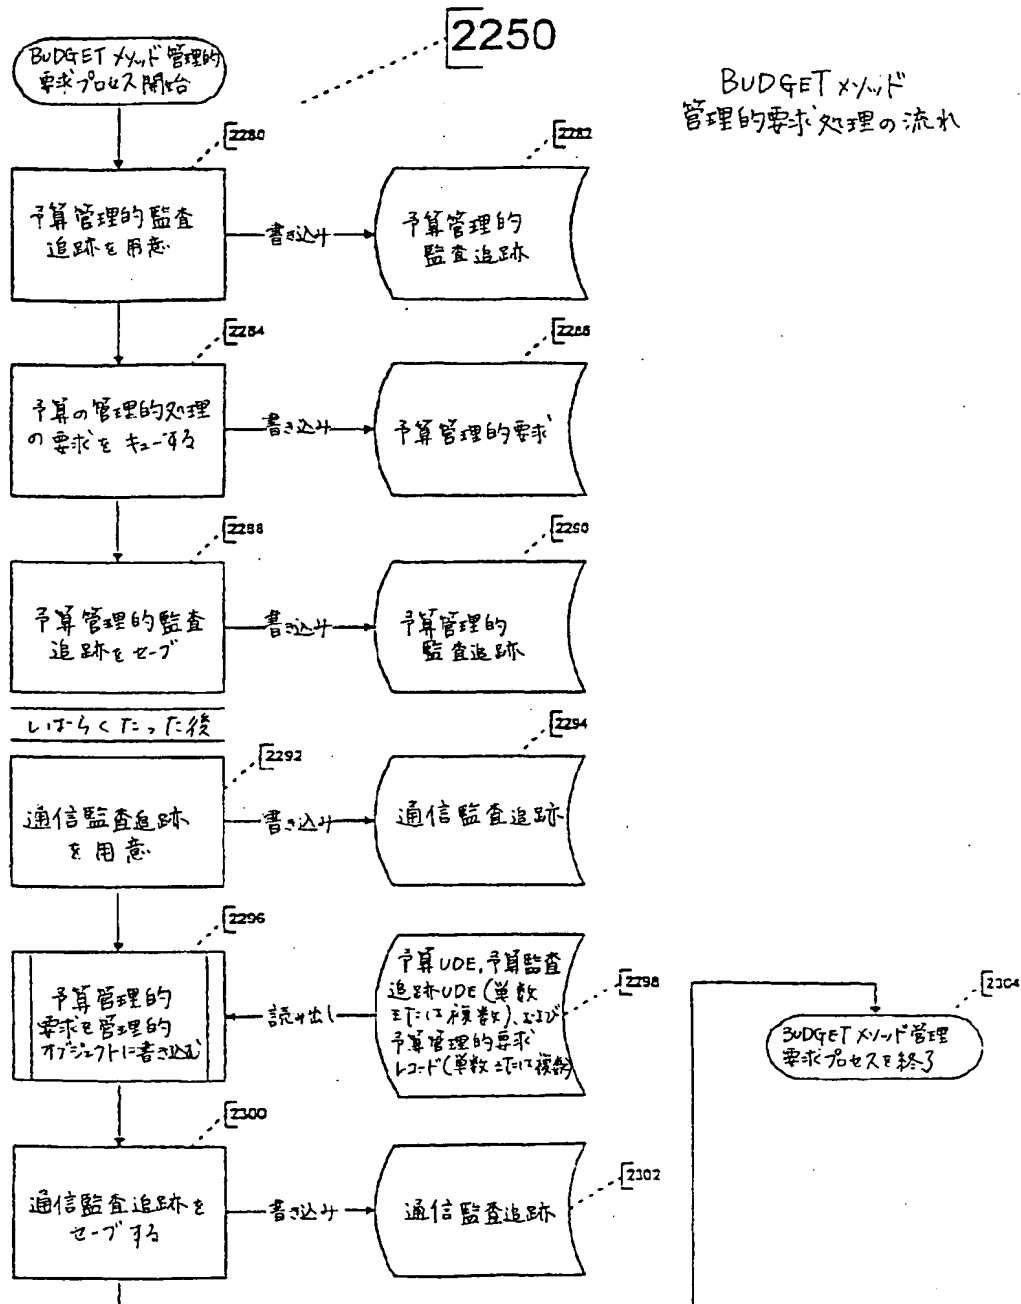 2250
BUDGETメソッド管理的
要求プロセス開始
BUDGETメソッド
管理的要求処理の流れ
2280
2282
予算管理的監査
追跡を用意
書き込み
予算管理的
監査追跡
2284
2286
予算の管理的処理
の要求をキューする
書き込み
予算管理的要求
2288
2290
予算管理的監査
追跡をセーブ
書き込み
予算管理的
監査追跡
しばらくたった後
2292
2294
通信監査追跡
を用意
書き込み
通信監査追跡
2296
2298
予算管理的
要求を管理的
オブジェクトに書き込む
読み出し
予算UDE,予算監査
追跡UDE(単数
または複数)、および
予算管理的要求
レコード(単数または複数)
2304
BUDGETメソッド管理
要求プロセスを終了
2300
2302
通信監査追跡を
セーブする
書き込み
通信監査追跡